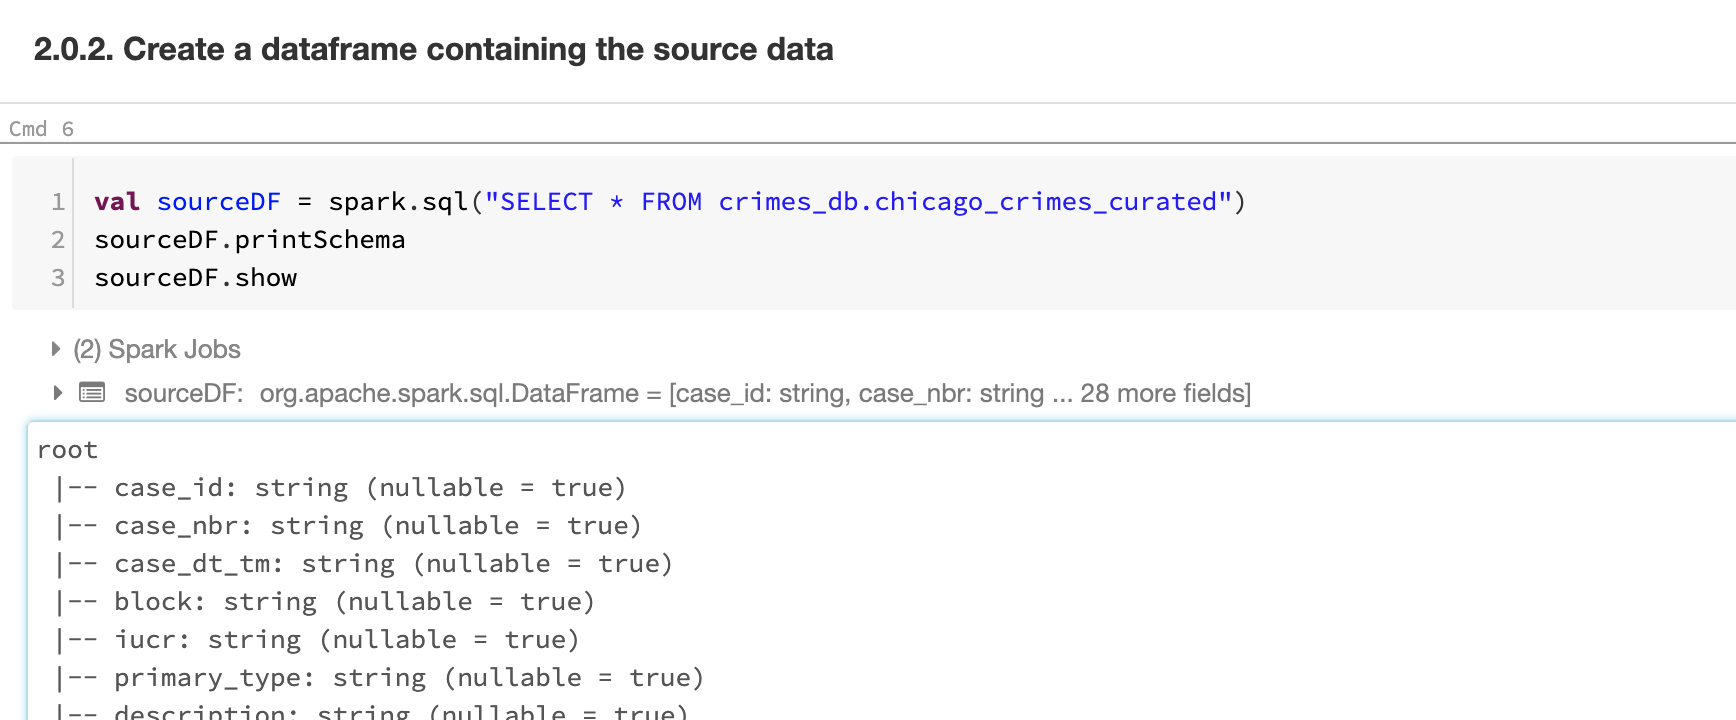 2.0.2. Create a dataframe containing the source data
Cmd 6
1 val sourceDF = spark.sql("SELECT * FROM crimes_db.chicago_crimes_curated")
2 sourceDF.printSchema
3 sourceDF.show
(2) Spark Jobs
sourceDF: org.apache.spark.sql.DataFrame = [case_id: string, case_nbr: string ... 28 more fields]
root
|-- case_id: string (nullable = true)
|-- case_nbr: string (nullable = true)
|-- case_dt_tm: string (nullable = true)
|-- block: string (nullable = true)
|-- iucr: string (nullable = true)
|-- primary_type: string (nullable = true)
|-- description: string (nullable = true)